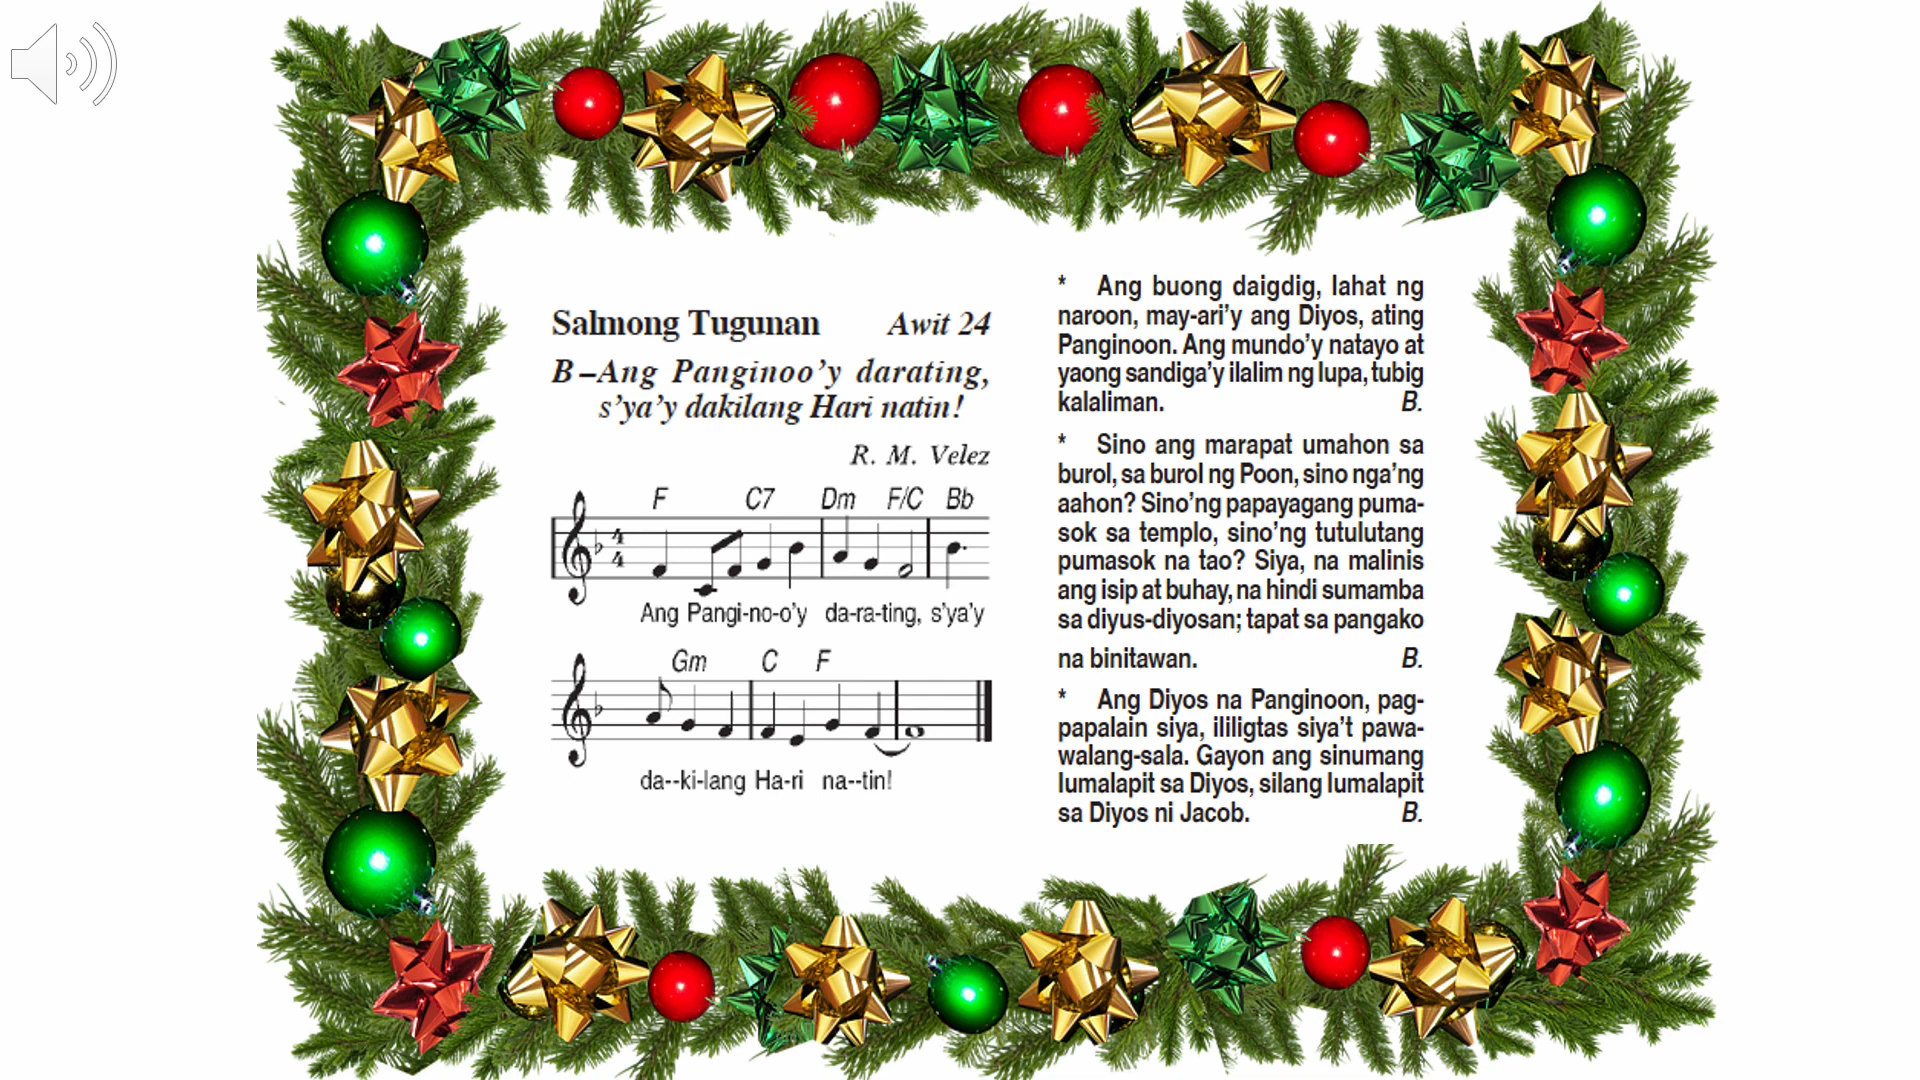 Salmong Tugunan Awit 24
B –Ang Panginoo’y darating,
s’ya’y dakilang Hari natin!
R. M. Velez
F C7 Dm F/C Bb
4
4
Ang Pangi-no-o’y da-ra-ting, s’ya’y
Gm C F
da--ki-lang Ha-ri na--tin!
* Ang buong daigdig, lahat ng
naroon, may-ari’y ang Diyos, ating
Panginoon. Ang mundo’y natayo at
yaong sandiga’y ilalim ng lupa, tubig
kalaliman. B.
* Sino ang marapat umahon sa
burol, sa burol ng Poon, sino nga’ng
aahon? Sino’ng papayagang puma-
sok sa templo, sino’ng tutulutang
pumasok na tao? Siya, na malinis
ang isip at buhay, na hindi sumamba
sa diyus-diyosan; tapat sa pangako
na binitawan. B.
* Ang Diyos na Panginoon, pag-
papalain siya, ililigtas siya’t pawa-
walang-sala. Gayon ang sinumang
lumalapit sa Diyos, silang lumalapit
sa Diyos ni Jacob. B.